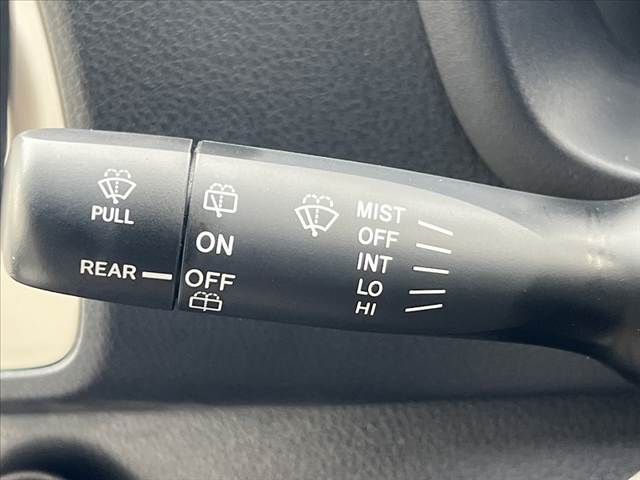 PULL
REAR
ON
OFF
MIST
OFF
INT
LO
HI